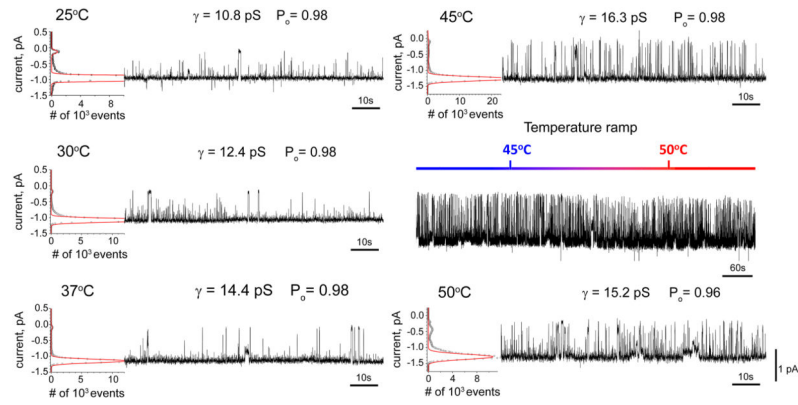 25°C γ = 10.8 pS Pₒ = 0.98
current, pA
0.5
0.0
-0.5
-1.0
-1.5
0 4 8
# of 10³ events
10s
30°C γ = 12.4 pS Pₒ = 0.98
current, pA
0.5
0.0
-0.5
-1.0
-1.5
0 5 10
# of 10³ events
10s
37°C γ = 14.4 pS Pₒ = 0.98
current, pA
0.5
0.0
-0.5
-1.0
-1.5
0 5 10
# of 10³ events
10s
45°C γ = 16.3 pS Pₒ = 0.98
current, pA
0.0
-0.5
-1.0
-1.5
0 10 20
# of 10³ events
10s
Temperature ramp
45°C 50°C
60s
50°C γ = 15.2 pS Pₒ = 0.96
current, pA
0.0
-0.5
-1.0
-1.5
0 4 8
# of 10³ events
10s
1 pA